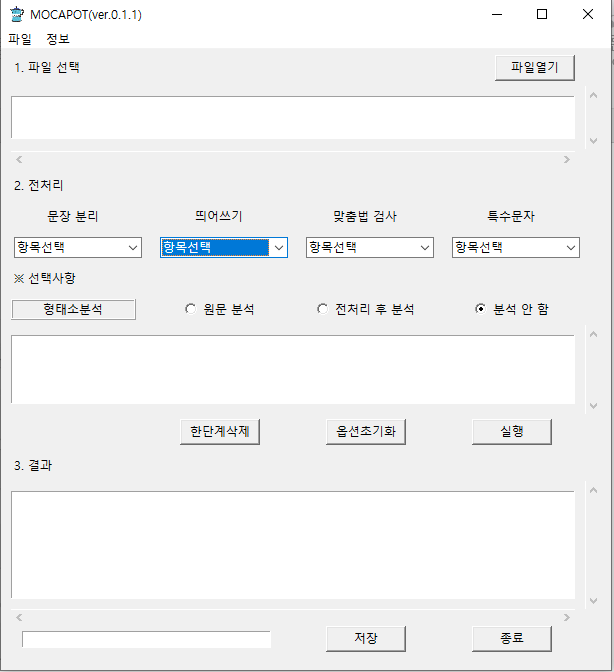 MOCAPOT(ver.0.1.1)
파일 정보
1. 파일 선택 파일열기
2. 전처리
문장 분리 띄어쓰기 맞춤법 검사 특수문자
항목선택 항목선택 항목선택 항목선택
※ 선택사항
형태소분석 원문 분석 전처리 후 분석 분석 안 함
한단계삭제 옵션초기화 실행
3. 결과
저장 종료